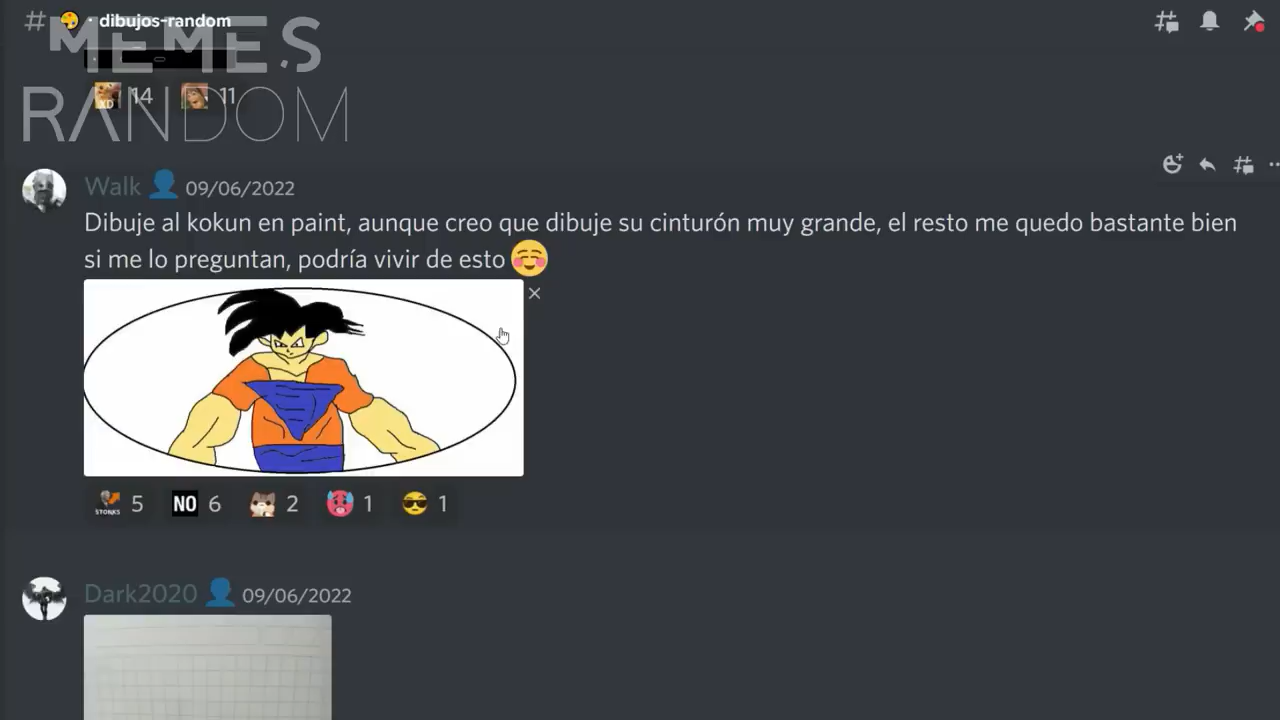 dibujos-random
MEMES
RANDOM
14 11
Walk 09/06/2022
Dibuje al kokun en paint, aunque creo que dibuje su cinturón muy grande, el resto me quedo bastante bien
si me lo preguntan, podría vivir de esto
STONKS 5 NO 6 2 1 1
Dark2020 09/06/2022